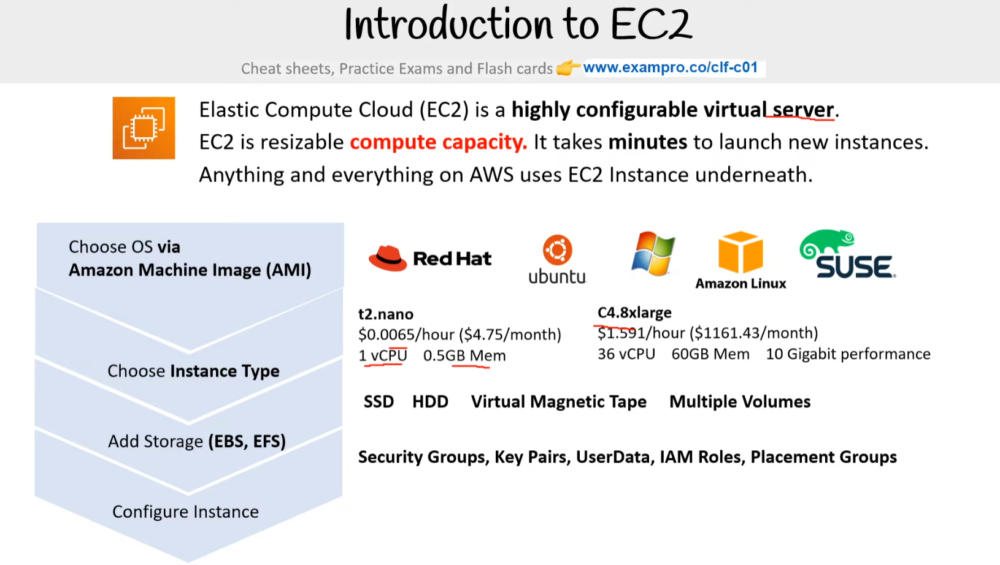 Introduction to EC2
Cheat sheets, Practice Exams and Flash cards www.exampro.co/clf-c01
Elastic Compute Cloud (EC2) is a highly configurable virtual server.
EC2 is resizable compute capacity. It takes minutes to launch new instances.
Anything and everything on AWS uses EC2 Instance underneath.
Choose OS via
Amazon Machine Image (AMI)
Red Hat
ubuntu
Amazon Linux
SUSE
Choose Instance Type
t2.nano
$0.0065/hour ($4.75/month)
1 vCPU 0.5GB Mem
C4.8xlarge
$1.591/hour ($1161.43/month)
36 vCPU 60GB Mem 10 Gigabit performance
Add Storage (EBS, EFS)
SSD HDD Virtual Magnetic Tape Multiple Volumes
Configure Instance
Security Groups, Key Pairs, UserData, IAM Roles, Placement Groups